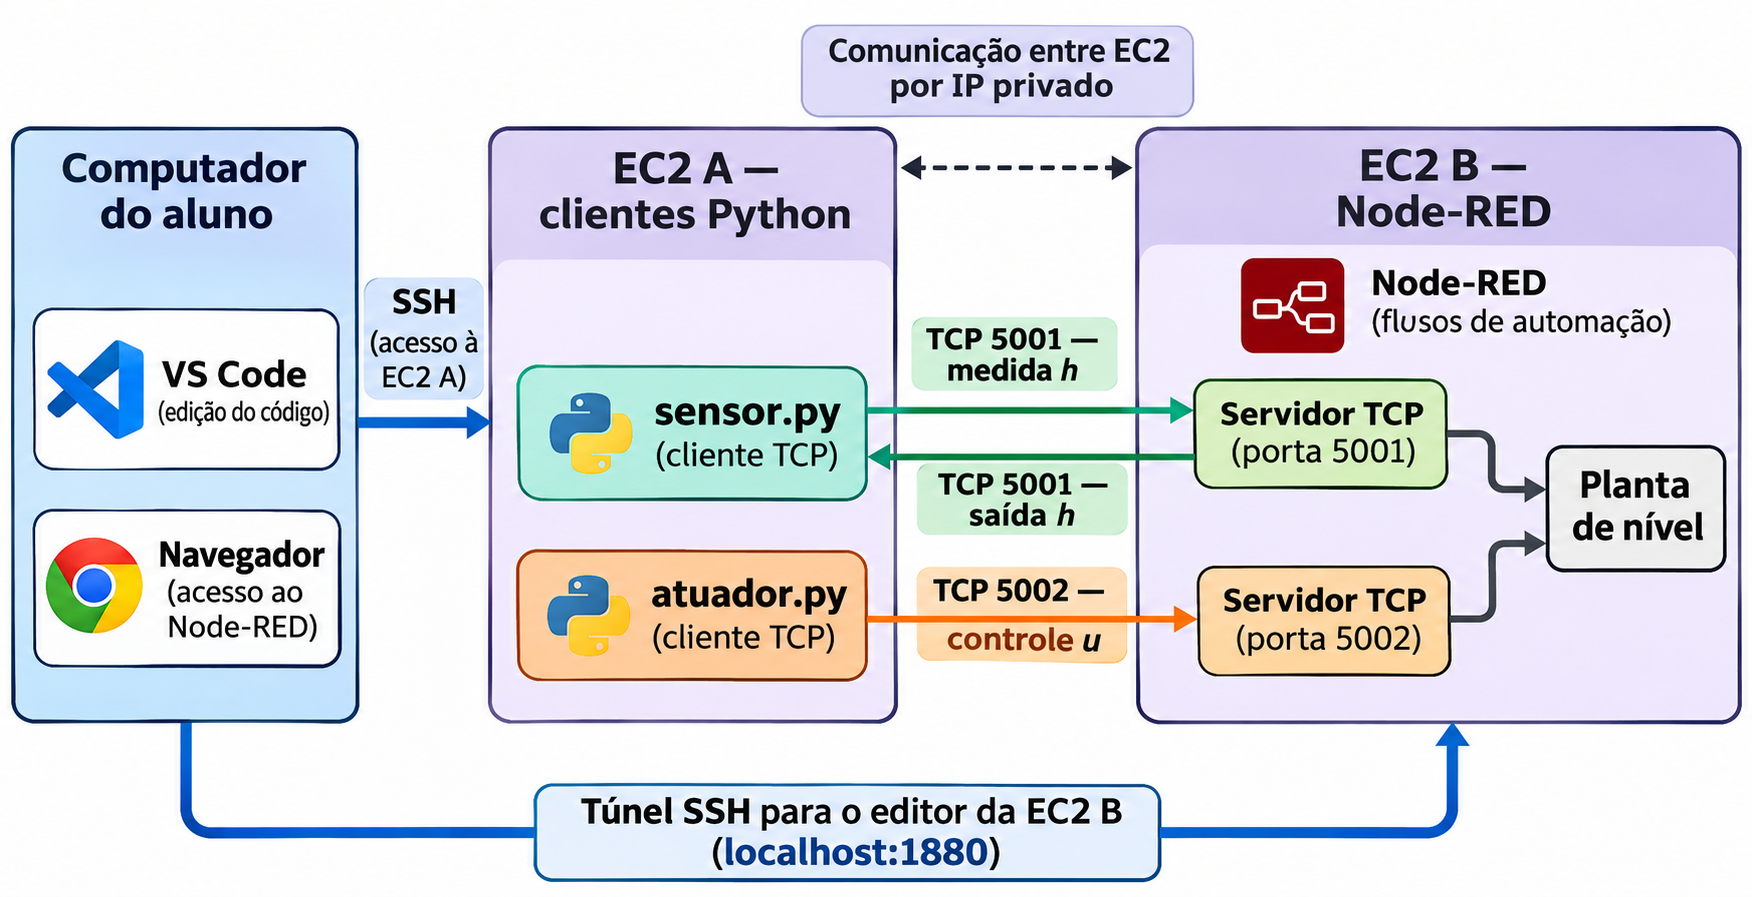 Comunicação entre EC2
por IP privado
Computador
do aluno
VS Code
(edição do código)
Navegador
(acesso ao
Node-RED)
SSH
(acesso à
EC2 A)
EC2 A —
clientes Python
sensor.py
(cliente TCP)
atuador.py
(cliente TCP)
TCP 5001 —
medida h
TCP 5001 —
saída h
TCP 5002 —
controle u
EC2 B —
Node-RED
Node-RED
(flusos de automação)
Servidor TCP
(porta 5001)
Servidor TCP
(porta 5002)
Planta
de nível
Túnel SSH para o editor da EC2 B
(localhost:1880)